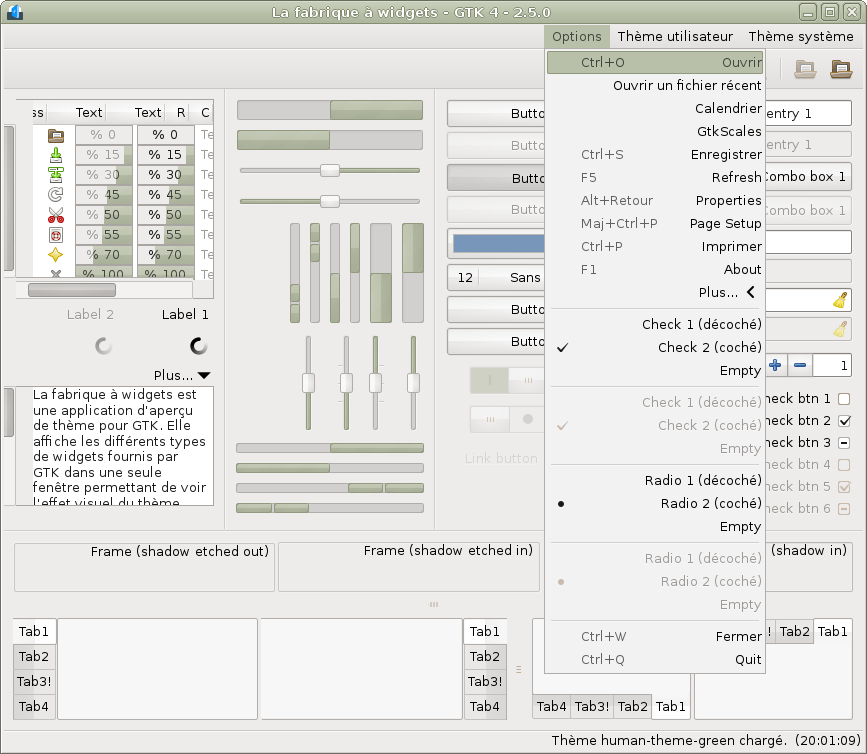 La fabrique à widgets - GTK 4 - 2.5.0
Options Thème utilisateur Thème système
Ctrl+O Ouvrir
Ouvrir un fichier récent
Calendrier
GtkScales
Ctrl+S Enregistrer
F5 Refresh
Alt+Retour Properties
Maj+Ctrl+P Page Setup
Ctrl+P Imprimer
F1 About
Plus...
Check 1 (décoché)
Check 2 (coché)
Empty
Check 1 (décoché)
Check 2 (coché)
Empty
Radio 1 (décoché)
Radio 2 (coché)
Empty
Radio 1 (décoché)
Radio 2 (coché)
Empty
Ctrl+W Fermer
Ctrl+Q Quit
ss Text Text R C
% 0 % 0 Te
% 15 % 15 Te
% 30 % 30 Te
% 45 % 45 Te
% 50 % 50 Te
% 55 % 55 Te
% 70 % 70 Te
% 100 % 100 Te
Label 2 Label 1
Plus...
La fabrique à widgets est
une application d'aperçu
de thème pour GTK. Elle
affiche les différents types
de widgets fournis par
GTK dans une seule
fenêtre permettant de voir
l'effet visuel du thème
Butto
Butto
Butto
Butto
12 Sans
Butto
Butto
Link button
entry 1
entry 1
Combo box 1
Combo box 1
1
heck btn 1
heck btn 2
heck btn 3
heck btn 4
heck btn 5
heck btn 6
Frame (shadow etched out) Frame (shadow etched in) (shadow in)
Tab1
Tab2
Tab3!
Tab4
Tab1
Tab2
Tab3!
Tab4
Tab4 Tab3! Tab2 Tab1
! Tab2 Tab1
Thème human-theme-green chargé. (20:01:09)